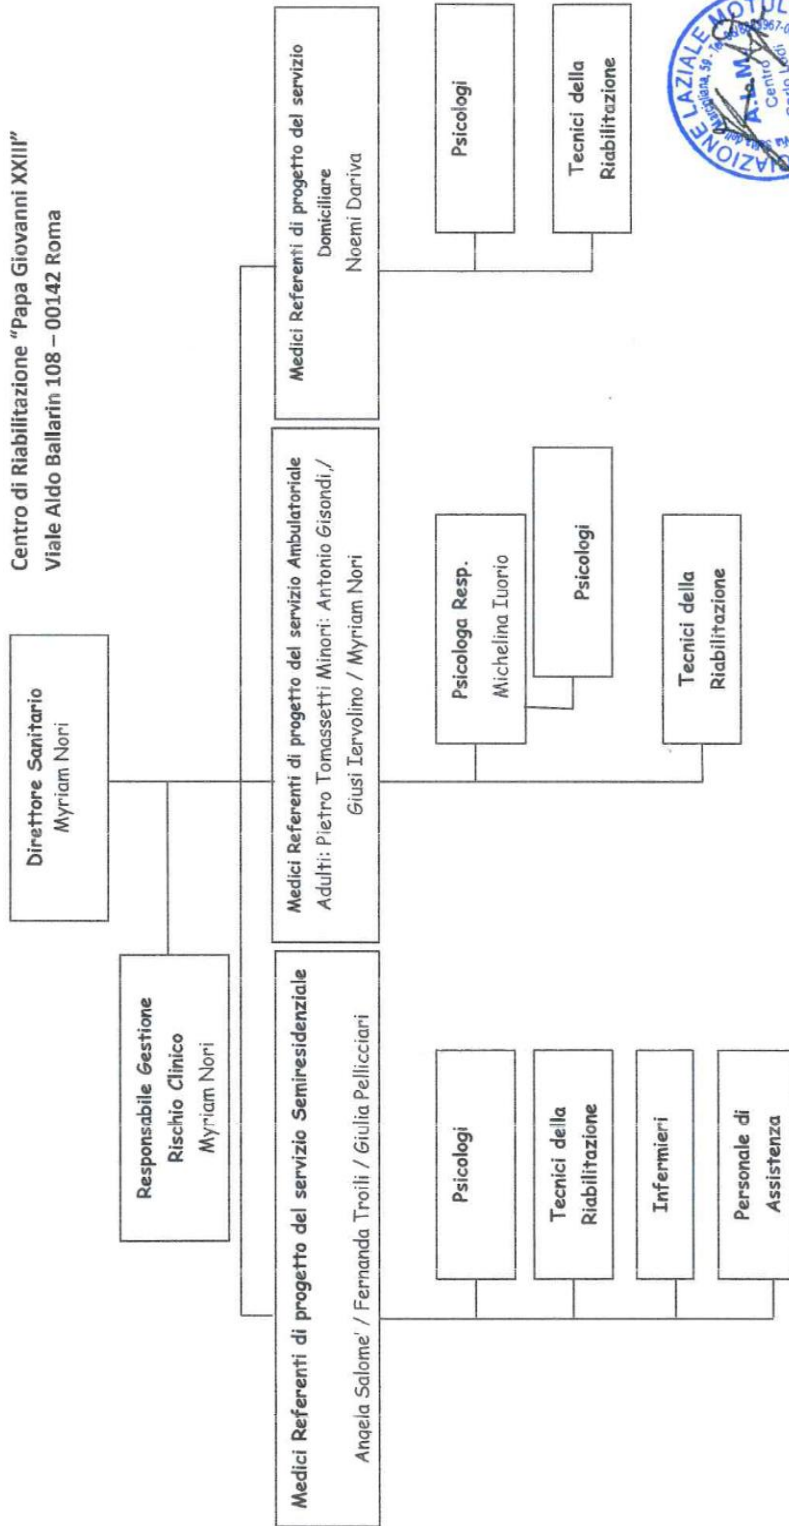 Centro di Riabilitazione "Papa Giovanni XXIII"
Viale Aldo Ballarin 108 – 00142 Roma
Direttore Sanitario
Myriam Nori
Responsabile Gestione
Rischio Clinico
Myriam Nori
Medici Referenti di progetto del servizio Semiresidenziale
Angela Salome' / Fernanda Troili / Giulia Pellicciari
Psicologi
Tecnici della
Riabilitazione
Infermieri
Personale di
Assistenza
Medici Referenti di progetto del servizio Ambulatoriale
Adulti: Pietro Tomassetti Minori: Antonio Gisondi,/
Giusi Iervolino / Myriam Nori
Psicologa Resp.
Michelina Iuorio
Psicologi
Tecnici della
Riabilitazione
Medici Referenti di progetto del servizio
Domiciliare
Noemi Dariva
Psicologi
Tecnici della
Riabilitazione
LAZIALE
A.L.M.
Centro